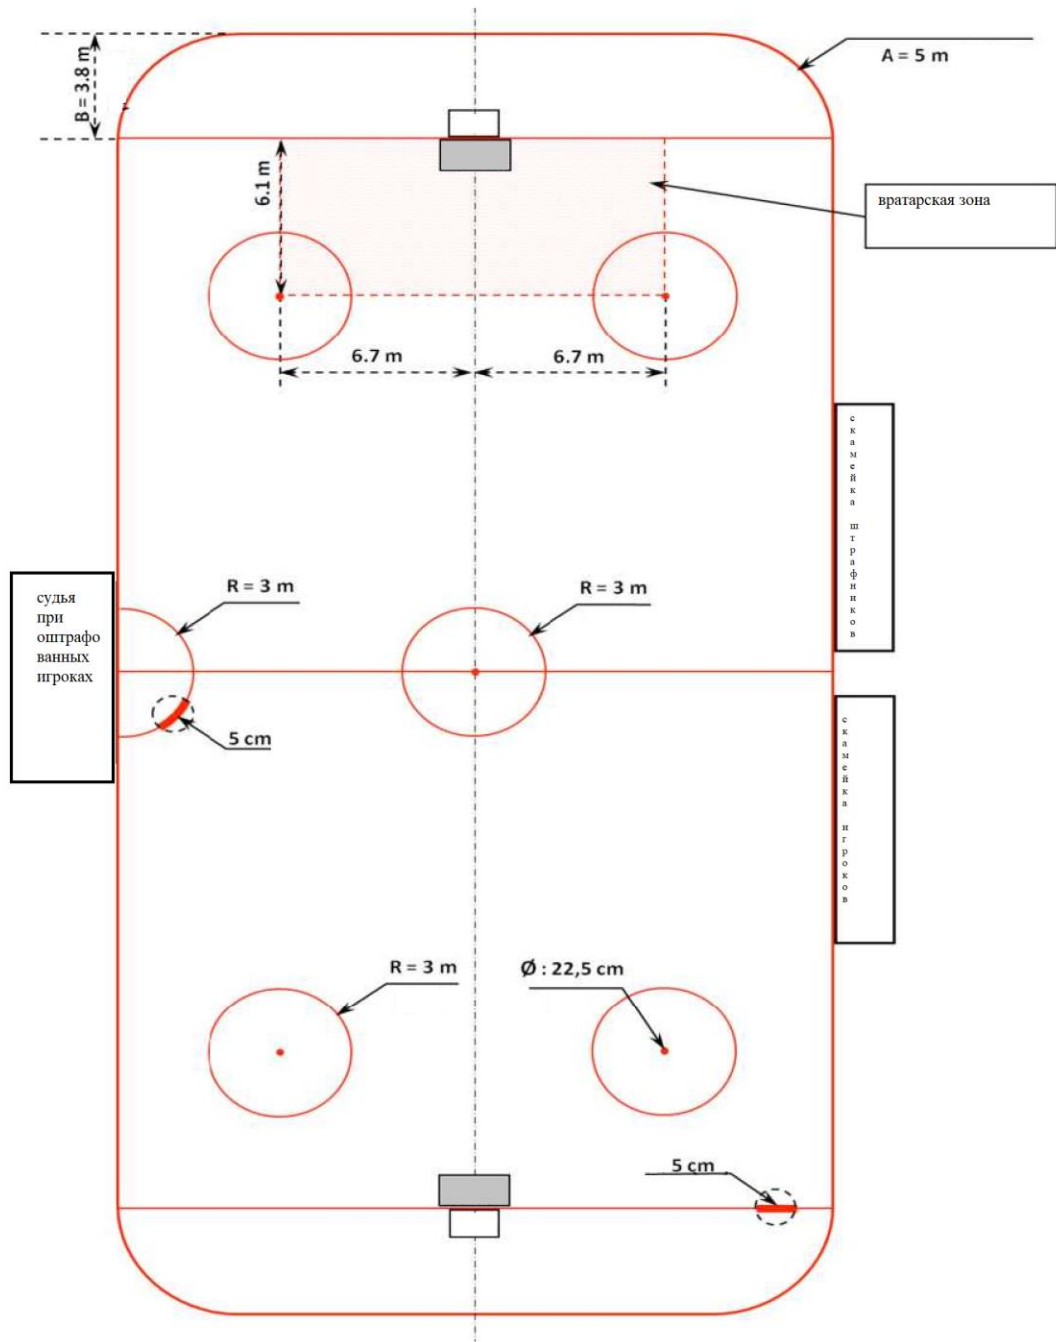 A = 5 m
B = 3.8 m
6.1 m
вратарская зона
6.7 m
6.7 m
скамейка штрафников
R = 3 m
R = 3 m
судья
при
оштрафо
ванных
игроках
5 cm
скамейка игроков
R = 3 m
Ø : 22,5 cm
5 cm